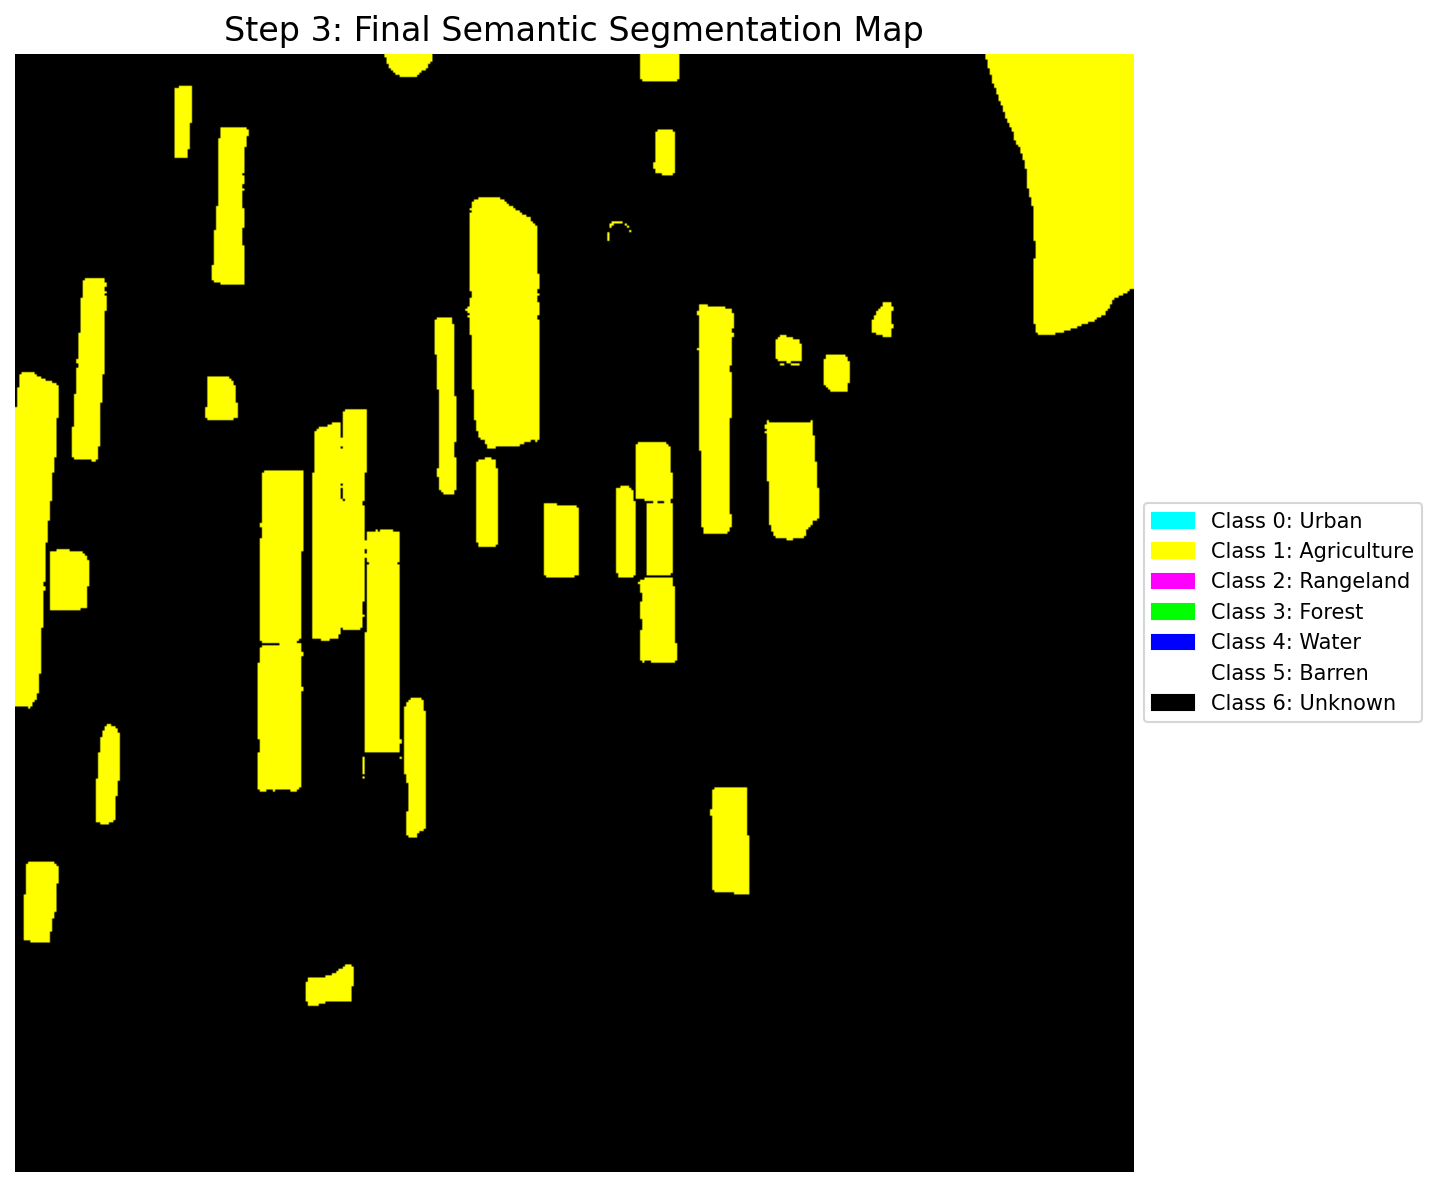 Step 3: Final Semantic Segmentation Map
Class 0: Urban
Class 1: Agriculture
Class 2: Rangeland
Class 3: Forest
Class 4: Water
Class 5: Barren
Class 6: Unknown